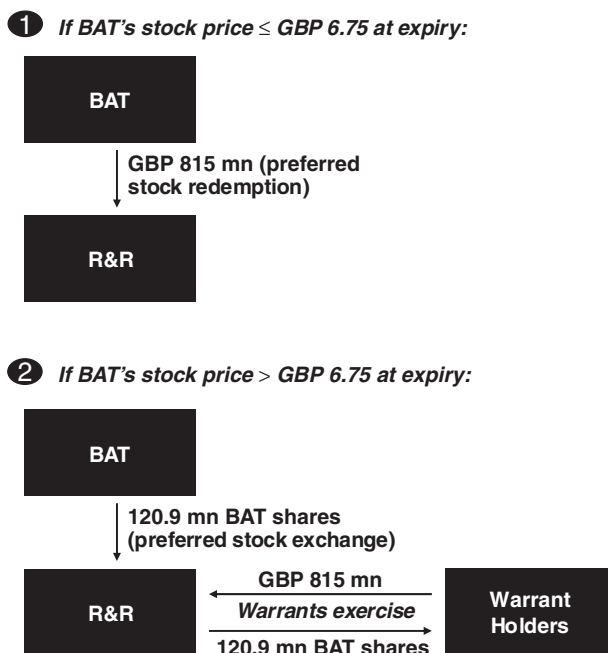 1 If BAT's stock price ≤ GBP 6.75 at expiry:
BAT
GBP 815 mn (preferred
stock redemption)
R&R
2 If BAT's stock price > GBP 6.75 at expiry:
BAT
120.9 mn BAT shares
(preferred stock exchange)
R&R
GBP 815 mn
Warrants exercise
120.9 mn BAT shares
Warrant
Holders